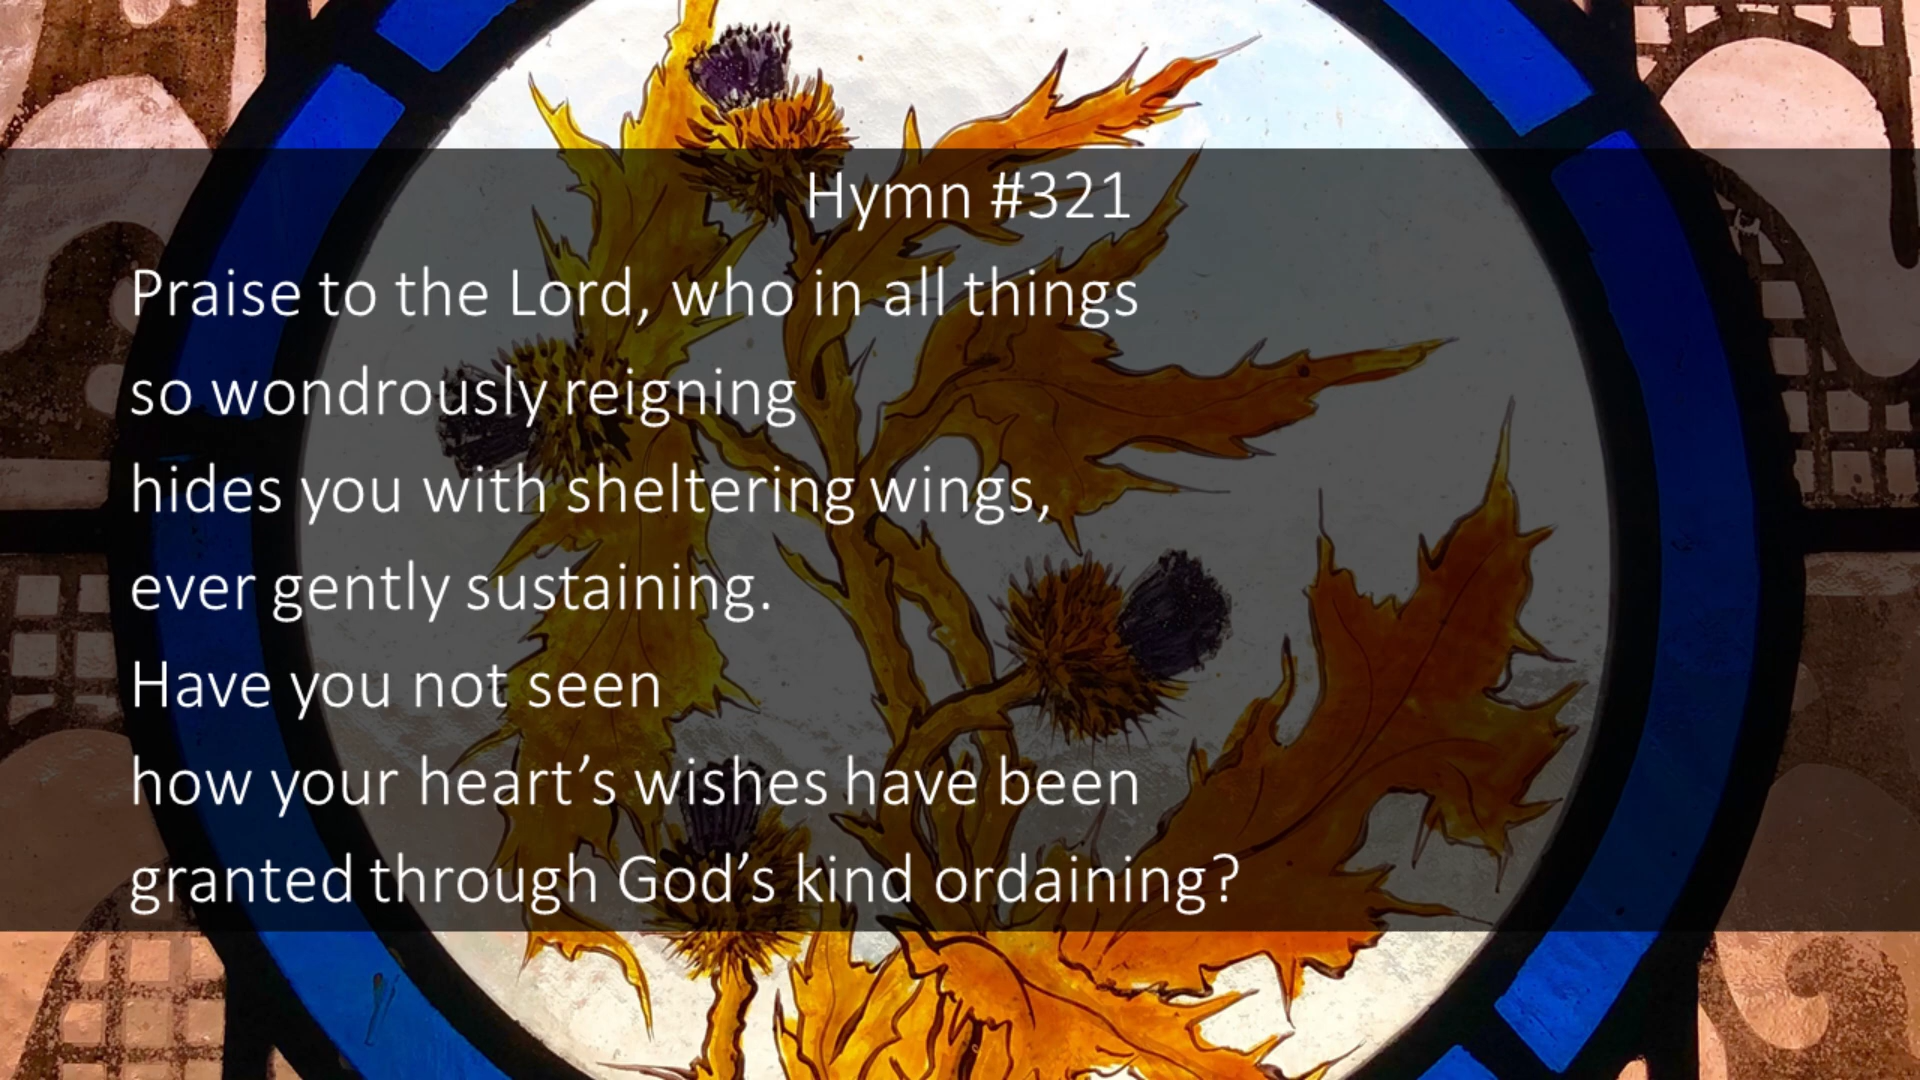 Hymn #321
Praise to the Lord, who in all things
so wondrously reigning
hides you with sheltering wings,
ever gently sustaining.
Have you not seen
how your heart’s wishes have been
granted through God’s kind ordaining?